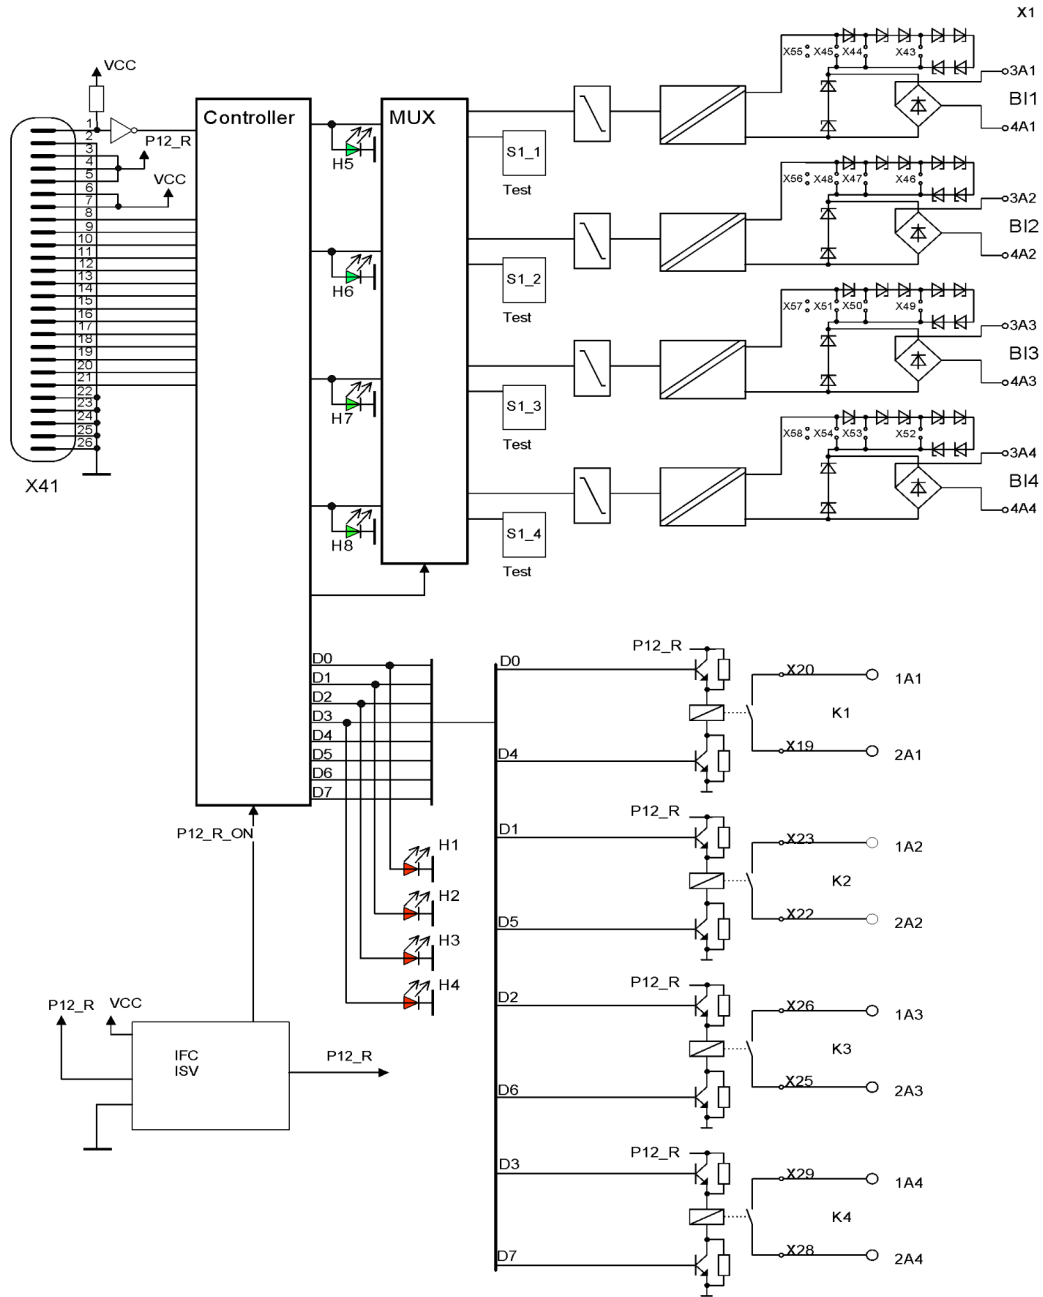 X1
VCC
X55 X45 X44 X43
3A1
BI1
4A1
Controller
MUX
P12_R
VCC
1
2
3
4
5
6
7
8
9
10
11
12
13
14
15
16
17
18
19
20
21
22
23
24
25
26
X41
H5
H6
H7
H8
S1_1
Test
S1_2
Test
S1_3
Test
S1_4
Test
X56 X48 X47 X46
3A2
BI2
4A2
X57 X51 X50 X49
3A3
BI3
4A3
X58 X54 X53 X52
3A4
BI4
4A4
D0
D1
D2
D3
D4
D5
D6
D7
P12_R_ON
H1
H2
H3
H4
P12_R VCC
IFC
ISV
P12_R
P12_R
D0
X20 1A1
K1
D4
X19 2A1
P12_R
D1
X23 1A2
K2
D5
X22 2A2
P12_R
D2
X26 1A3
K3
D6
X25 2A3
P12_R
D3
X29 1A4
K4
D7
X28 2A4